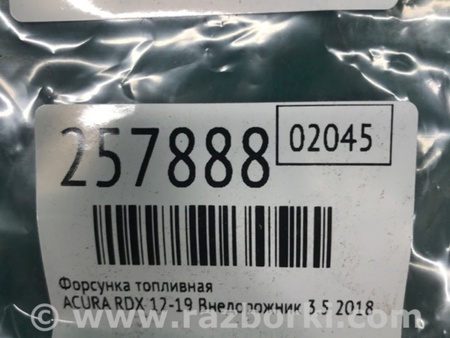 257888
02045
Форсунка топливная
ACURA RDX 12-19 Внедорожник 3.5 2018
www.razborki.com